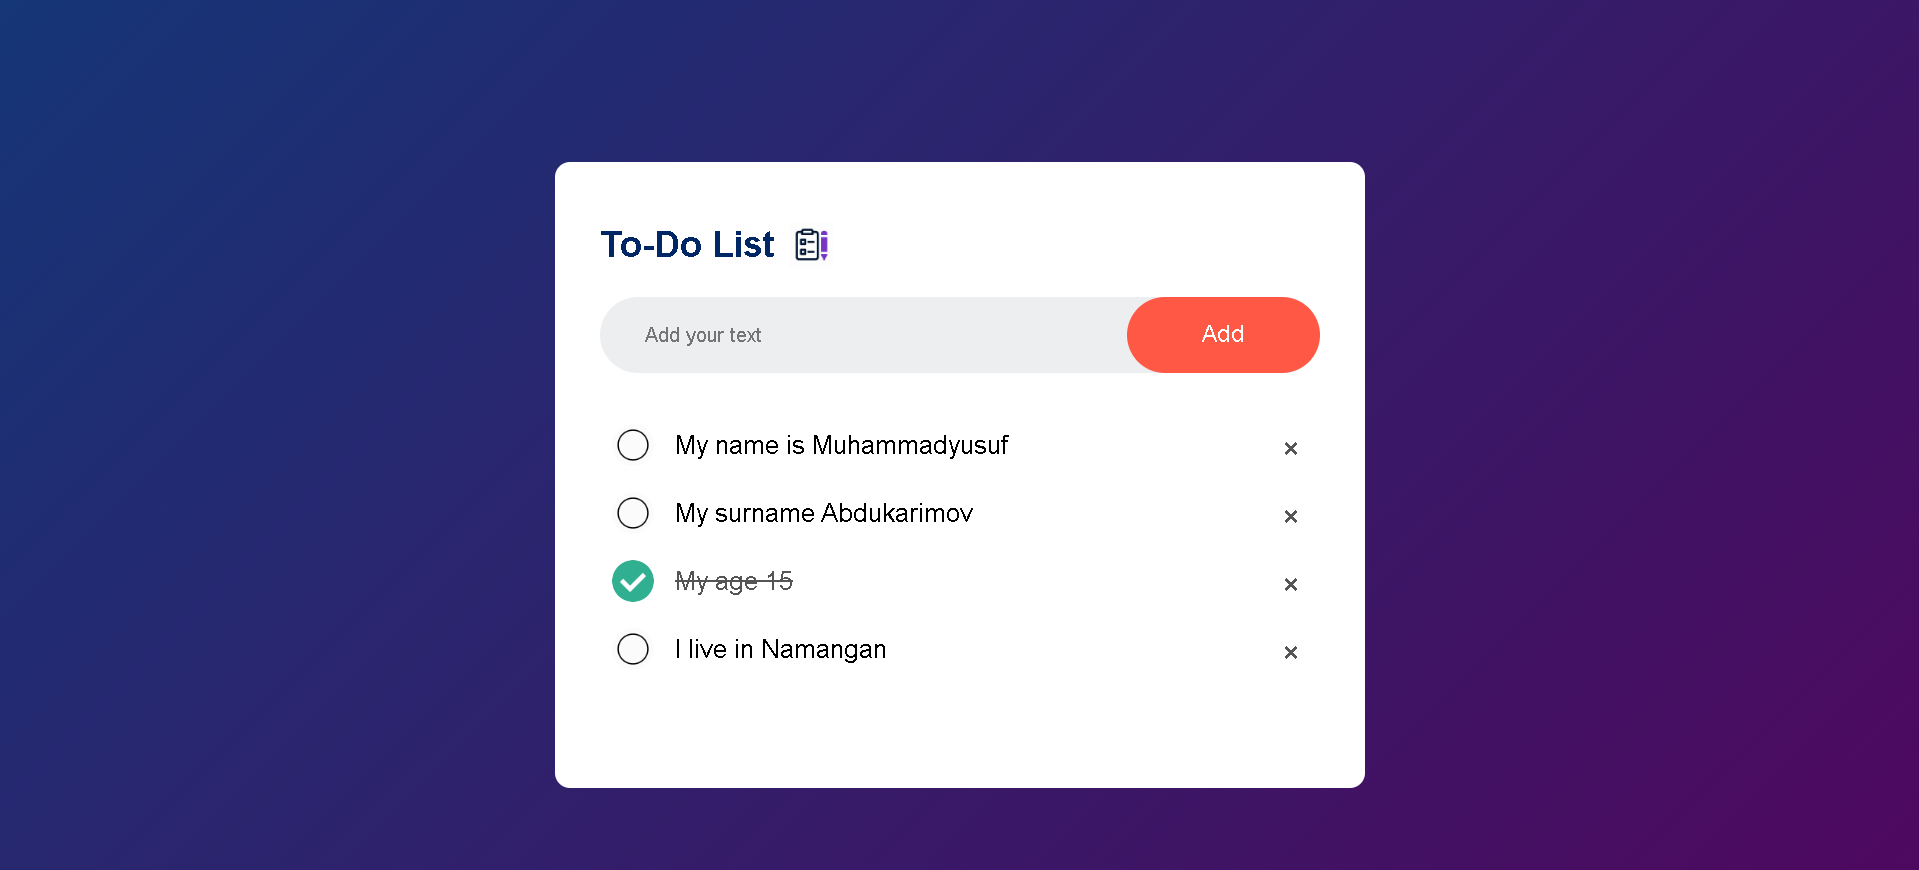 To-Do List
Add your text
Add
My name is Muhammadyusuf
×
My surname Abdukarimov
×
My age 15
×
I live in Namangan
×